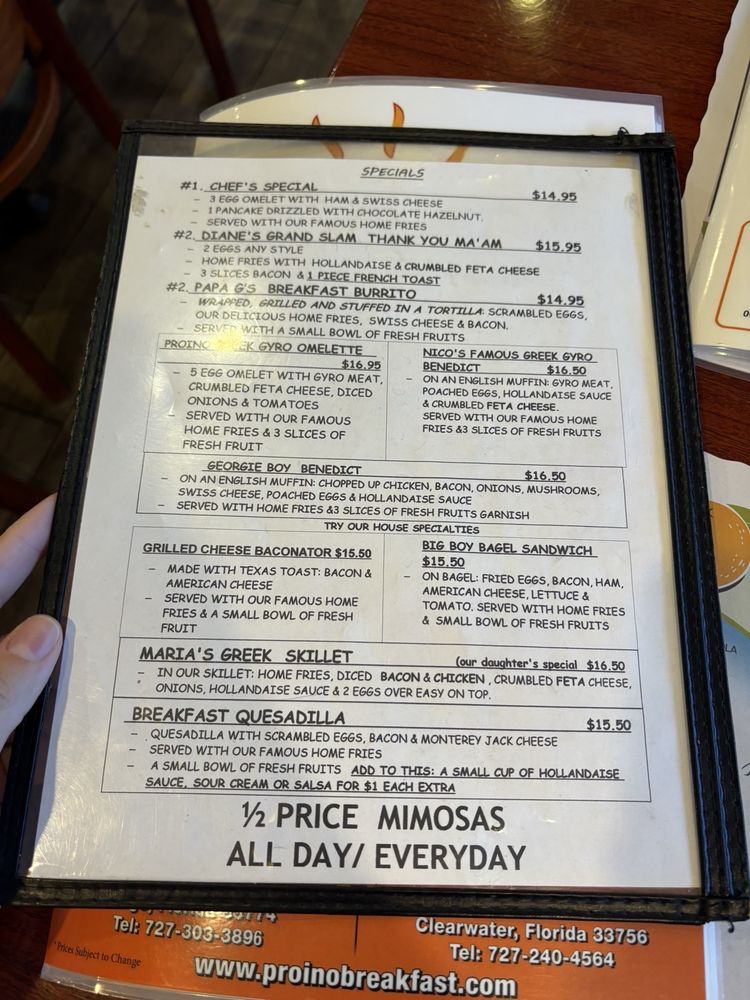 SPECIALS
#1. CHEF'S SPECIAL $14.95
- 3 EGG OMELET WITH HAM & SWISS CHEESE
- 1 PANCAKE DRIZZLED WITH CHOCOLATE HAZELNUT.
- SERVED WITH OUR FAMOUS HOME FRIES
#2. DIANE'S GRAND SLAM THANK YOU MA'AM $15.95
- 2 EGGS ANY STYLE
- HOME FRIES WITH HOLLANDAISE & CRUMBLED FETA CHEESE
- 3 SLICES BACON & 1 PIECE FRENCH TOAST
#2. PAPA G'S BREAKFAST BURRITO $14.95
- WRAPPED, GRILLED AND STUFFED IN A TORTILLA: SCRAMBLED EGGS,
OUR DELICIOUS HOME FRIES, SWISS CHEESE & BACON.
- SERVED WITH A SMALL BOWL OF FRESH FRUITS
PROINO GYRO OMELETTE
$16.95
- 5 EGG OMELET WITH GYRO MEAT,
CRUMBLED FETA CHEESE, DICED
ONIONS & TOMATOES
- SERVED WITH OUR FAMOUS
HOME FRIES & 3 SLICES OF
FRESH FRUIT
NICO'S FAMOUS GREEK GYRO
BENEDICT $16.50
- ON AN ENGLISH MUFFIN: GYRO MEAT,
POACHED EGGS, HOLLANDAISE SAUCE
& CRUMBLED FETA CHEESE.
SERVED WITH OUR FAMOUS HOME
FRIES &3 SLICES OF FRESH FRUITS
GEORGIE BOY BENEDICT $16.50
- ON AN ENGLISH MUFFIN: CHOPPED UP CHICKEN, BACON, ONIONS, MUSHROOMS,
SWISS CHEESE, POACHED EGGS & HOLLANDAISE SAUCE
- SERVED WITH HOME FRIES &3 SLICES OF FRESH FRUITS GARNISH
TRY OUR HOUSE SPECIALTIES
GRILLED CHEESE BACONATOR $15.50
- MADE WITH TEXAS TOAST: BACON &
AMERICAN CHEESE
- SERVED WITH OUR FAMOUS HOME
FRIES & A SMALL BOWL OF FRESH
FRUIT
BIG BOY BAGEL SANDWICH
$15.50
- ON BAGEL: FRIED EGGS, BACON, HAM,
AMERICAN CHEESE, LETTUCE &
TOMATO. SERVED WITH HOME FRIES
& SMALL BOWL OF FRESH FRUITS
MARIA'S GREEK SKILLET (our daughter's special $16.50
- IN OUR SKILLET: HOME FRIES, DICED BACON & CHICKEN, CRUMBLED FETA CHEESE,
ONIONS, HOLLANDAISE SAUCE & 2 EGGS OVER EASY ON TOP.
BREAKFAST QUESADILLA $15.50
- QUESADILLA WITH SCRAMBLED EGGS, BACON & MONTEREY JACK CHEESE
- SERVED WITH OUR FAMOUS HOME FRIES
- A SMALL BOWL OF FRESH FRUITS ADD TO THIS: A SMALL CUP OF HOLLANDAISE
SAUCE, SOUR CREAM OR SALSA FOR $1 EACH EXTRA
½ PRICE MIMOSAS
ALL DAY/ EVERYDAY
Tel: 727-303-3896
Clearwater, Florida 33756
Tel: 727-240-4564
*Prices Subject to Change
www.proinobreakfast.com